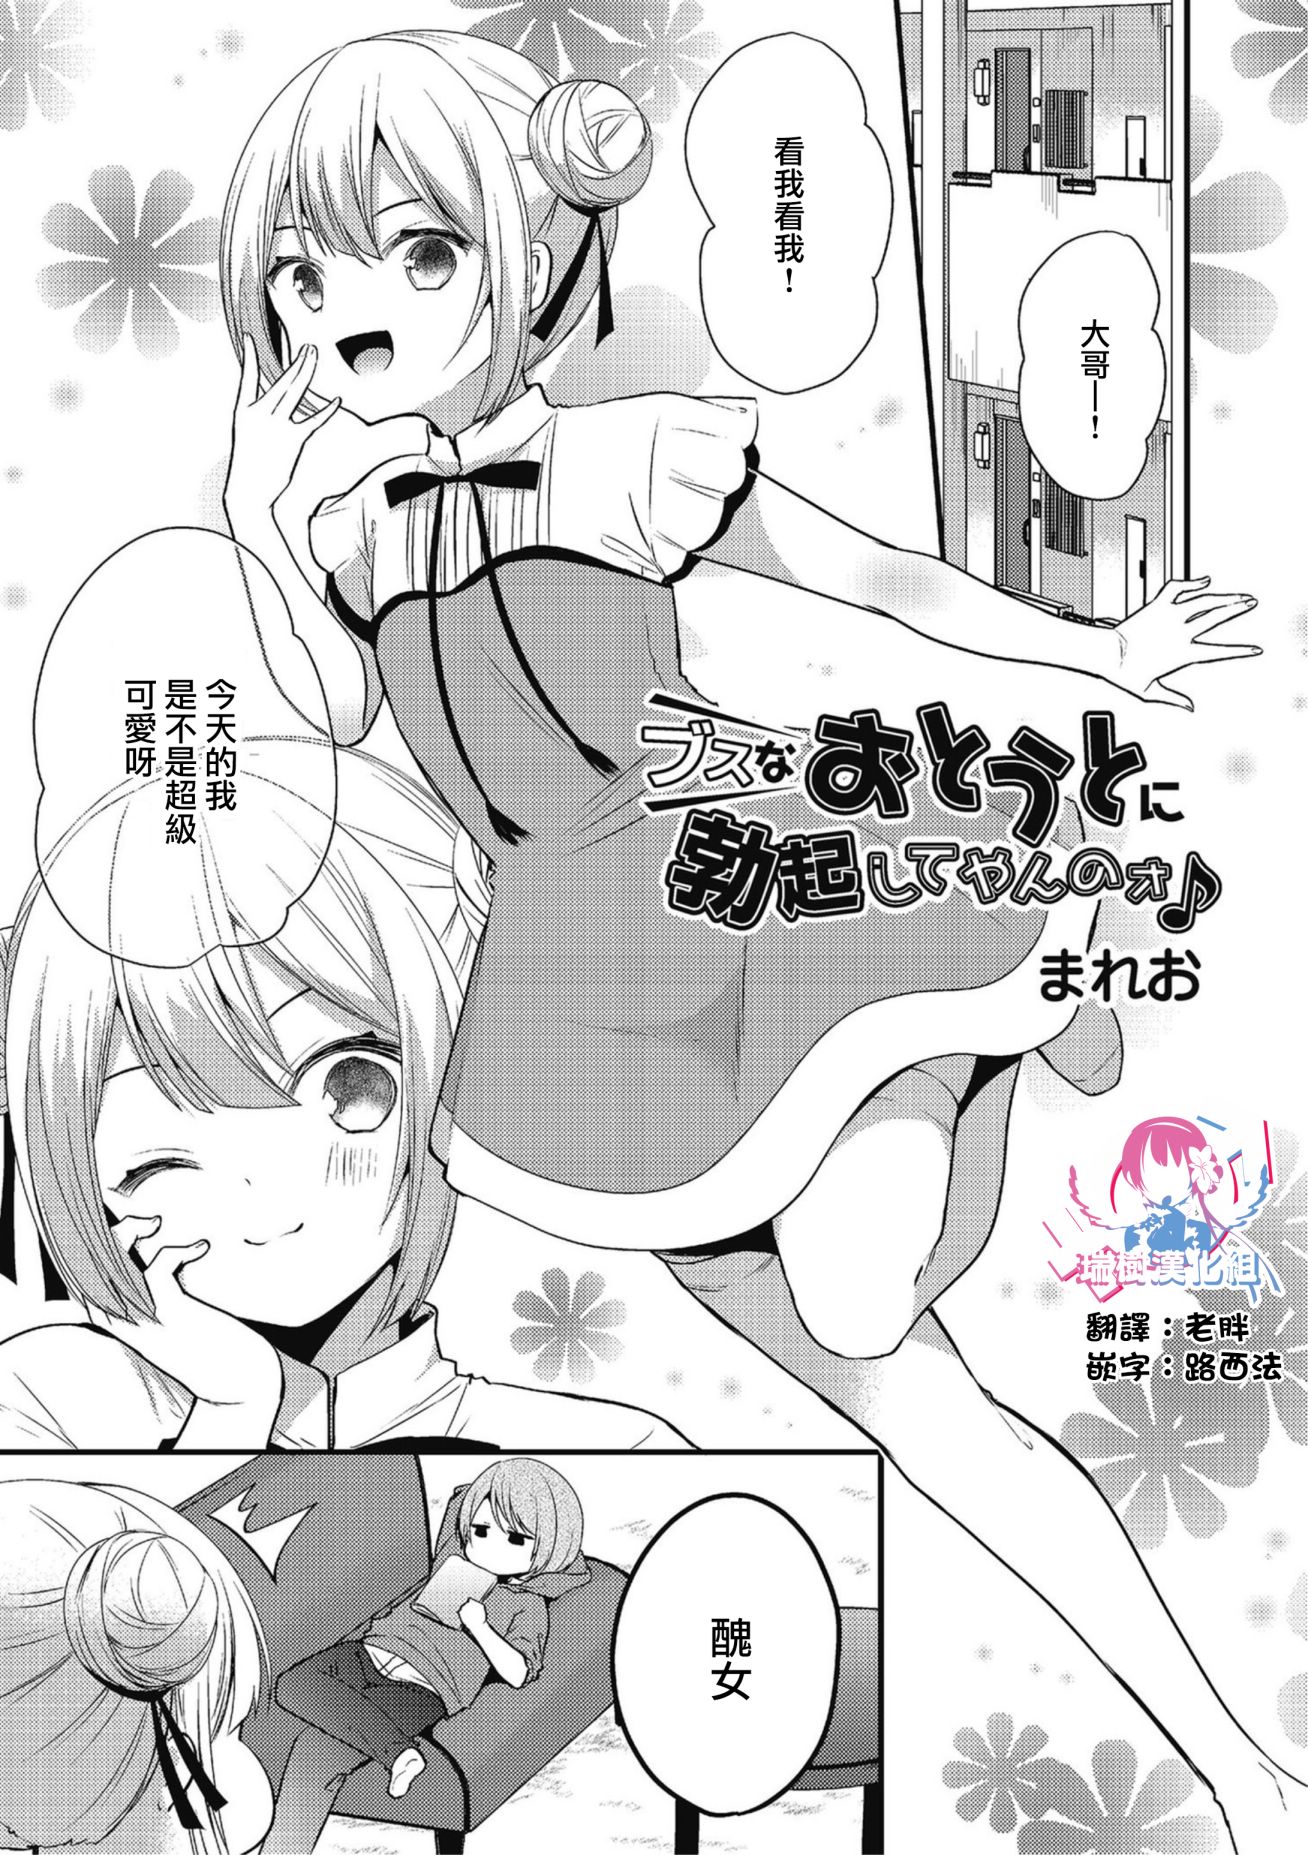 大哥ー！
看我看我！
今天的我
是不是超級
可愛呀
ブスなおとうとに
勃起してやんのォ♪
まれお
瑞樹漢化組
翻譯：老胖
嵌字：路西法
醜女